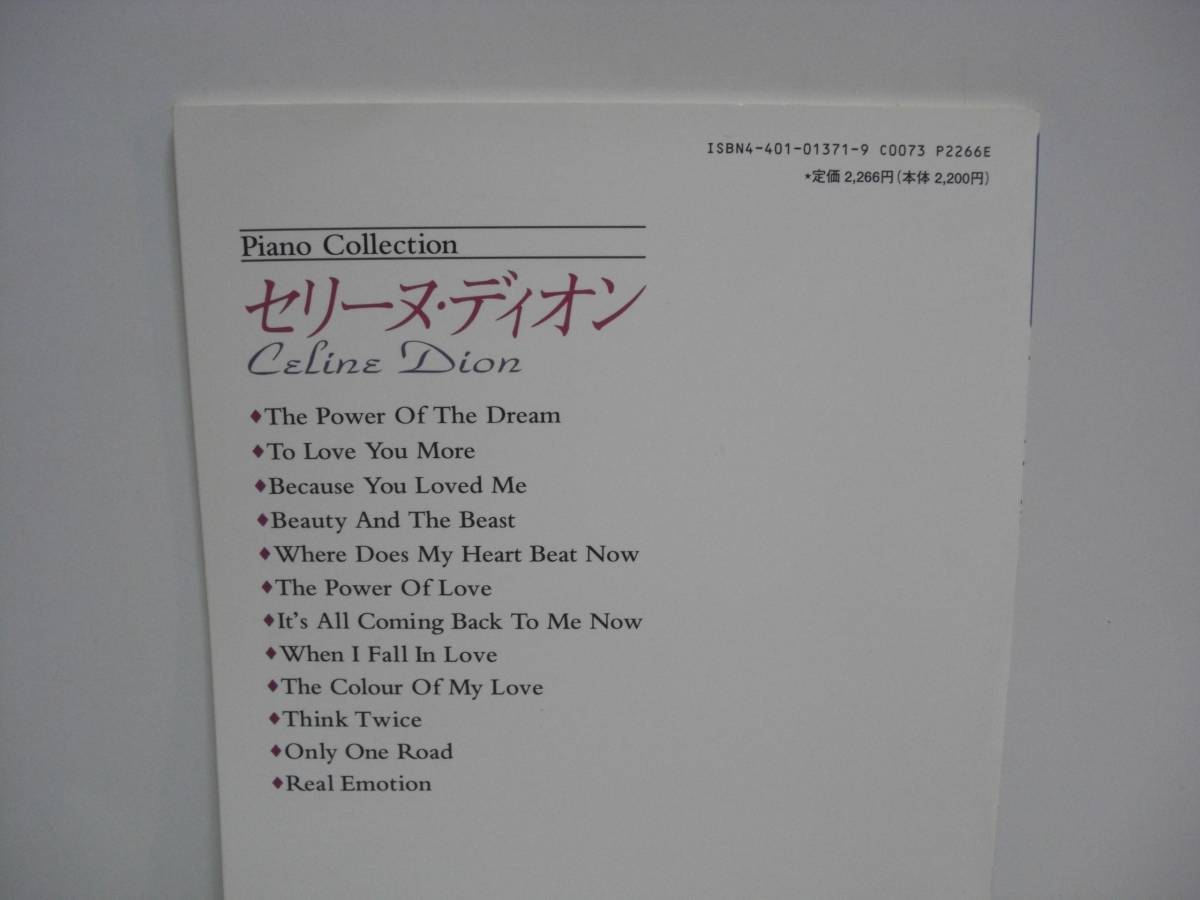 ISBN4-401-01371-9 C0073 P2266E
*定価 2,266円(本体 2,200円)
Piano Collection
セリーヌ・ディオン
Celine Dion
♦The Power Of The Dream
♦To Love You More
♦Because You Loved Me
♦Beauty And The Beast
♦Where Does My Heart Beat Now
♦The Power Of Love
♦It's All Coming Back To Me Now
♦When I Fall In Love
♦The Colour Of My Love
♦Think Twice
♦Only One Road
♦Real Emotion